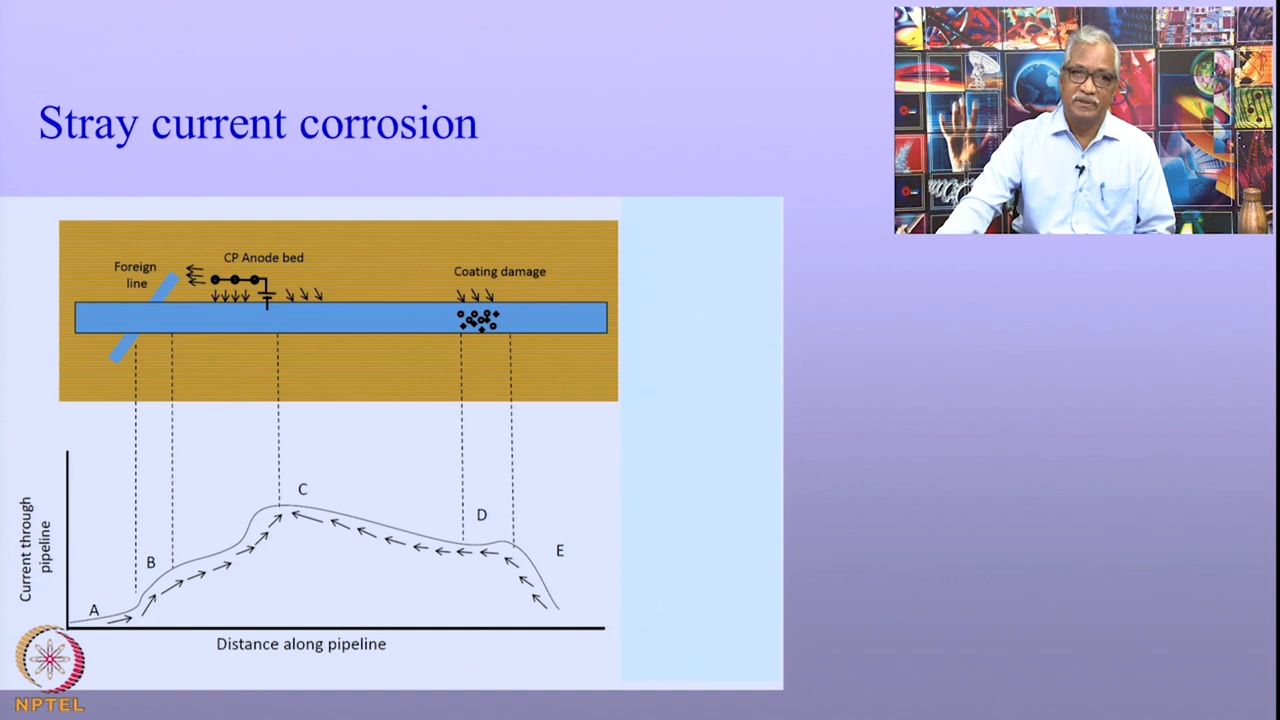 Stray current corrosion
Foreign
line
CP Anode bed
Coating damage
Current through
pipeline
A
B
C
D
E
Distance along pipeline
NPTEL